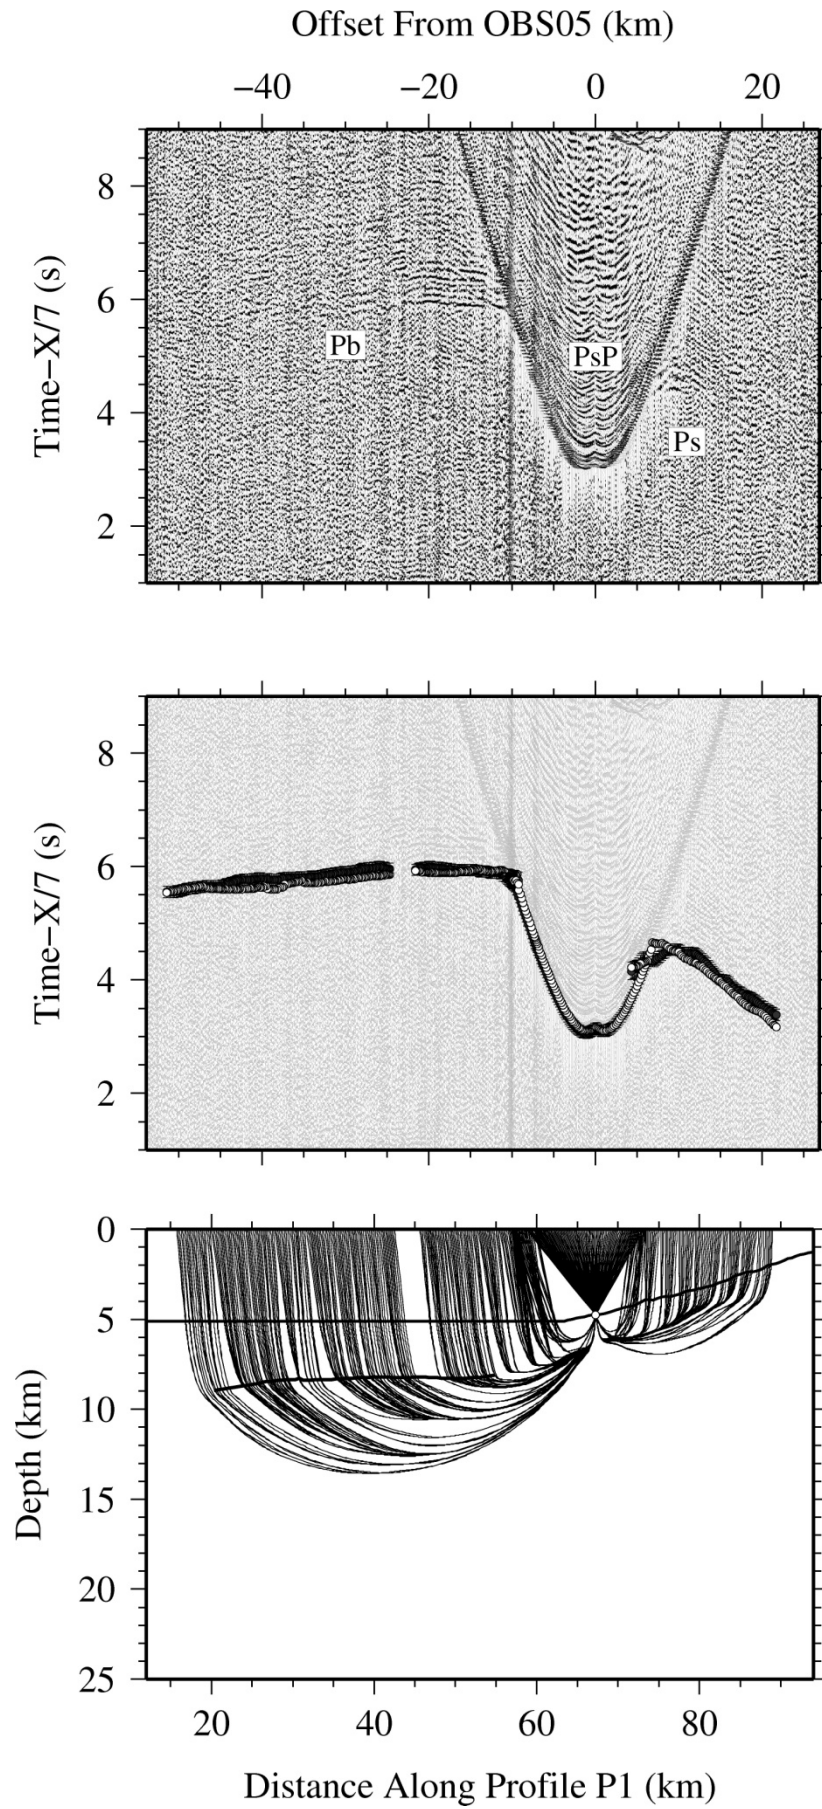 Offset From OBS05 (km)
−40 −20 0 20
8
6
4
2
Time−X/7 (s)
Pb
PsP
Ps
8
6
4
2
Time−X/7 (s)
0
5
10
15
20
25
Depth (km)
20 40 60 80
Distance Along Profile P1 (km)